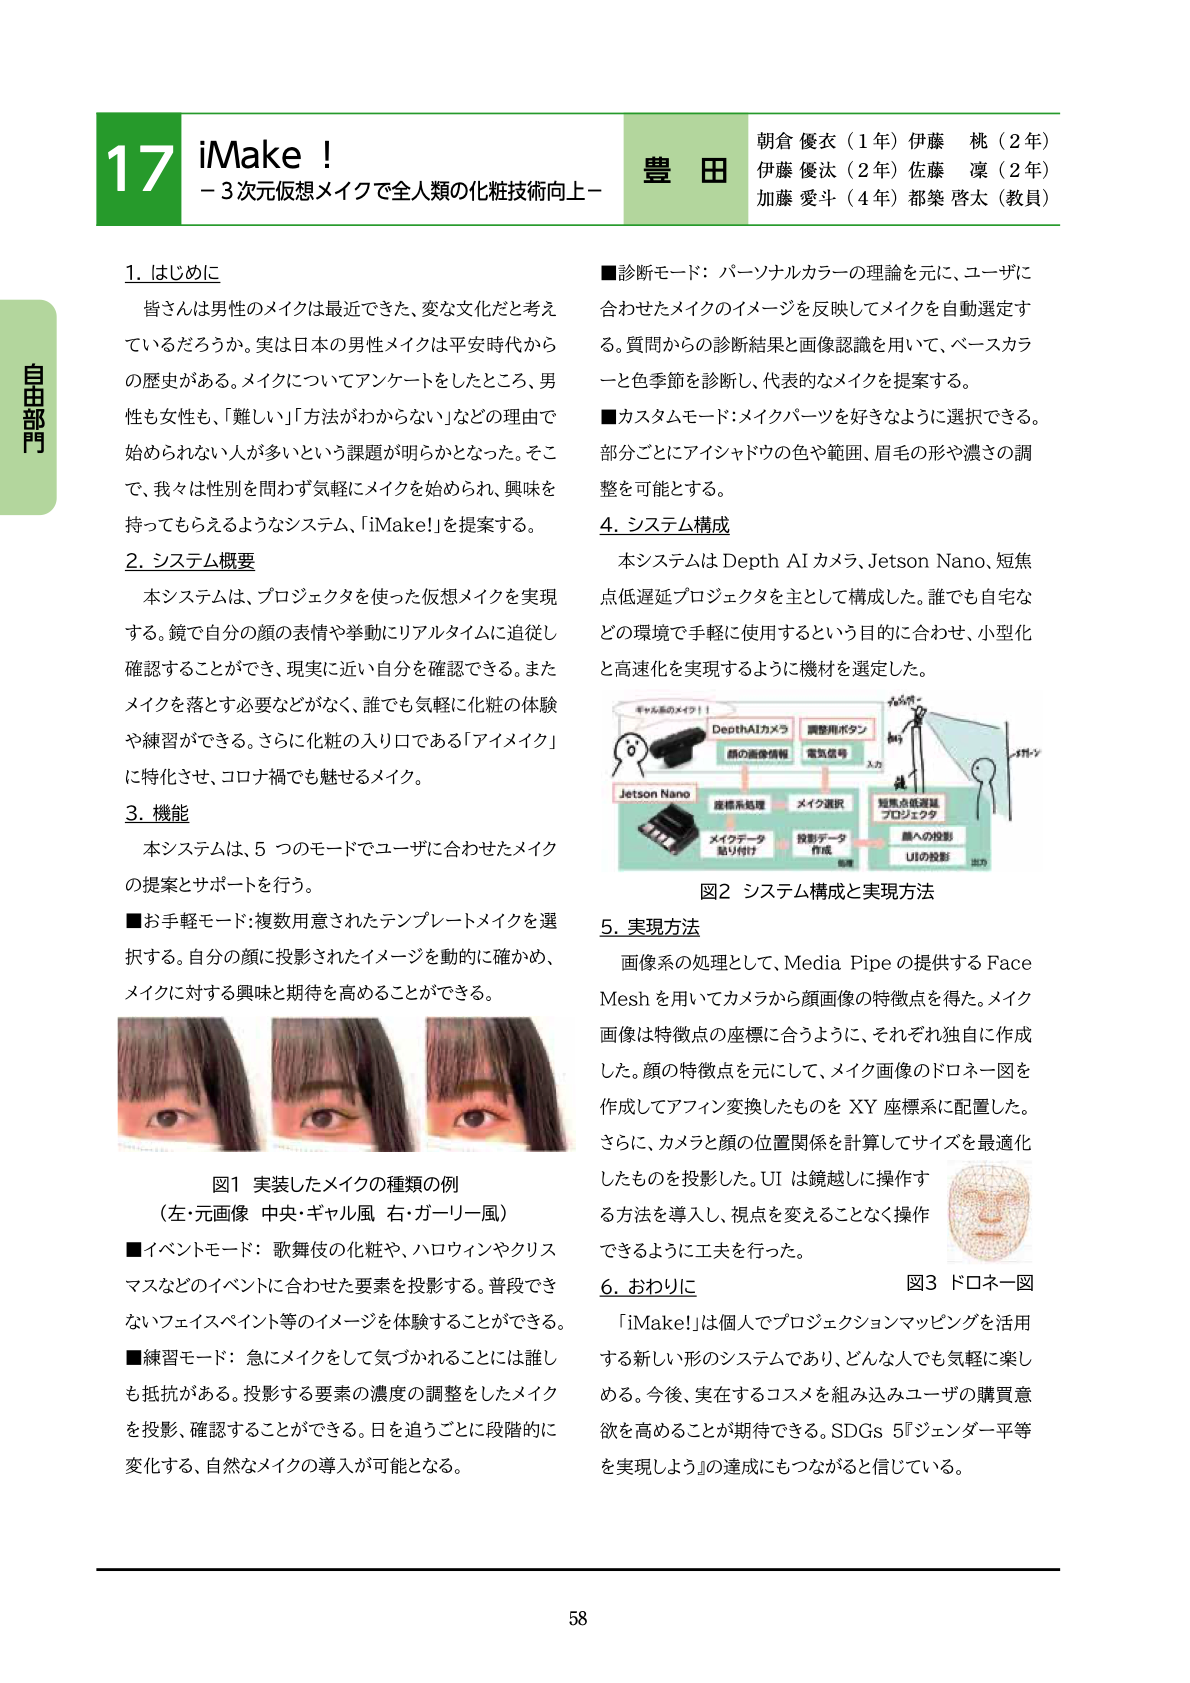 17
iMake !
－３次元仮想メイクで全人類の化粧技術向上－
豊 田
朝倉 優衣（１年）伊藤　桃（２年）
伊藤 優汰（２年）佐藤　凜（２年）
加藤 愛斗（４年）都築 啓太（教員）
自由部門
1. はじめに
皆さんは男性のメイクは最近できた、変な文化だと考え
ているだろうか。実は日本の男性メイクは平安時代から
の歴史がある。メイクについてアンケートをしたところ、男
性も女性も、「難しい」「方法がわからない」などの理由で
始められない人が多いという課題が明らかとなった。そこ
で、我々は性別を問わず気軽にメイクを始められ、興味を
持ってもらえるようなシステム、「iMake!」を提案する。
2. システム概要
本システムは、プロジェクタを使った仮想メイクを実現
する。鏡で自分の顔の表情や挙動にリアルタイムに追従し
確認することができ、現実に近い自分を確認できる。また
メイクを落とす必要などがなく、誰でも気軽に化粧の体験
や練習ができる。さらに化粧の入り口である「アイメイク」
に特化させ、コロナ禍でも魅せるメイク。
3. 機能
本システムは、5 つのモードでユーザに合わせたメイク
の提案とサポートを行う。
■お手軽モード:複数用意されたテンプレートメイクを選
択する。自分の顔に投影されたイメージを動的に確かめ、
メイクに対する興味と期待を高めることができる。
図1 実装したメイクの種類の例
（左・元画像 中央・ギャル風 右・ガーリー風）
■イベントモード： 歌舞伎の化粧や、ハロウィンやクリス
マスなどのイベントに合わせた要素を投影する。普段でき
ないフェイスペイント等のイメージを体験することができる。
■練習モード： 急にメイクをして気づかれることには誰し
も抵抗がある。投影する要素の濃度の調整をしたメイク
を投影、確認することができる。日を追うごとに段階的に
変化する、自然なメイクの導入が可能となる。
■診断モード： パーソナルカラーの理論を元に、ユーザに
合わせたメイクのイメージを反映してメイクを自動選定す
る。質問からの診断結果と画像認識を用いて、ベースカラ
ーと色季節を診断し、代表的なメイクを提案する。
■カスタムモード：メイクパーツを好きなように選択できる。
部分ごとにアイシャドウの色や範囲、眉毛の形や濃さの調
整を可能とする。
4. システム構成
本システムは Depth AI カメラ、Jetson Nano、短焦
点低遅延プロジェクタを主として構成した。誰でも自宅な
どの環境で手軽に使用するという目的に合わせ、小型化
と高速化を実現するように機材を選定した。
ギャル系のメイク！！
DepthAIカメラ
調整用ボタン
顔の画像情報
電気信号
入力
プロジェクター
鏡
スクリーン
Jetson Nano
座標系処理
メイク選択
短焦点低遅延
プロジェクタ
メイクデータ
貼り付け
投影データ
作成
処理
顔への投影
UIの投影
出力
図2 システム構成と実現方法
5. 実現方法
画像系の処理として、Media Pipe の提供する Face
Mesh を用いてカメラから顔画像の特徴点を得た。メイク
画像は特徴点の座標に合うように、それぞれ独自に作成
した。顔の特徴点を元にして、メイク画像のドロネー図を
作成してアフィン変換したものを XY 座標系に配置した。
さらに、カメラと顔の位置関係を計算してサイズを最適化
したものを投影した。UI は鏡越しに操作す
る方法を導入し、視点を変えることなく操作
できるように工夫を行った。
図3 ドロネー図
6. おわりに
「iMake!」は個人でプロジェクションマッピングを活用
する新しい形のシステムであり、どんな人でも気軽に楽し
める。今後、実在するコスメを組み込みユーザの購買意
欲を高めることが期待できる。SDGs 5『ジェンダー平等
を実現しよう』の達成にもつながると信じている。
58